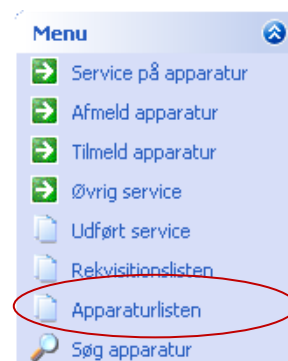 Menu
Service på apparatur
Afmeld apparatur
Tilmeld apparatur
Øvrig service
Udført service
Rekvisitionslisten
Apparaturlisten
Søg apparatur